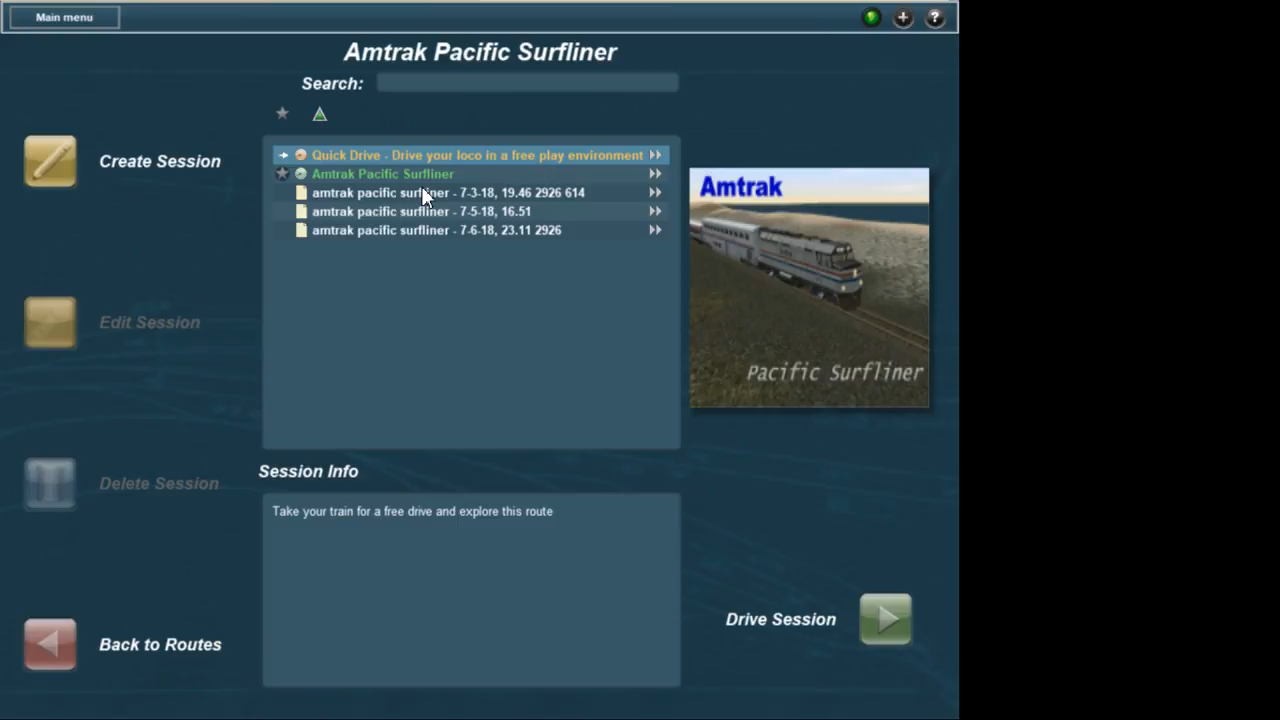 Main menu
?
Amtrak Pacific Surfliner
Search:
Create Session
Quick Drive - Drive your loco in a free play environment
Amtrak Pacific Surfliner
amtrak pacific surfliner - 7-3-18, 19.46 2926 614
amtrak pacific surfliner - 7-5-18, 16.51
amtrak pacific surfliner - 7-6-18, 23.11 2926
Amtrak
Pacific Surfliner
Edit Session
Session Info
Delete Session
Take your train for a free drive and explore this route
Drive Session
Back to Routes